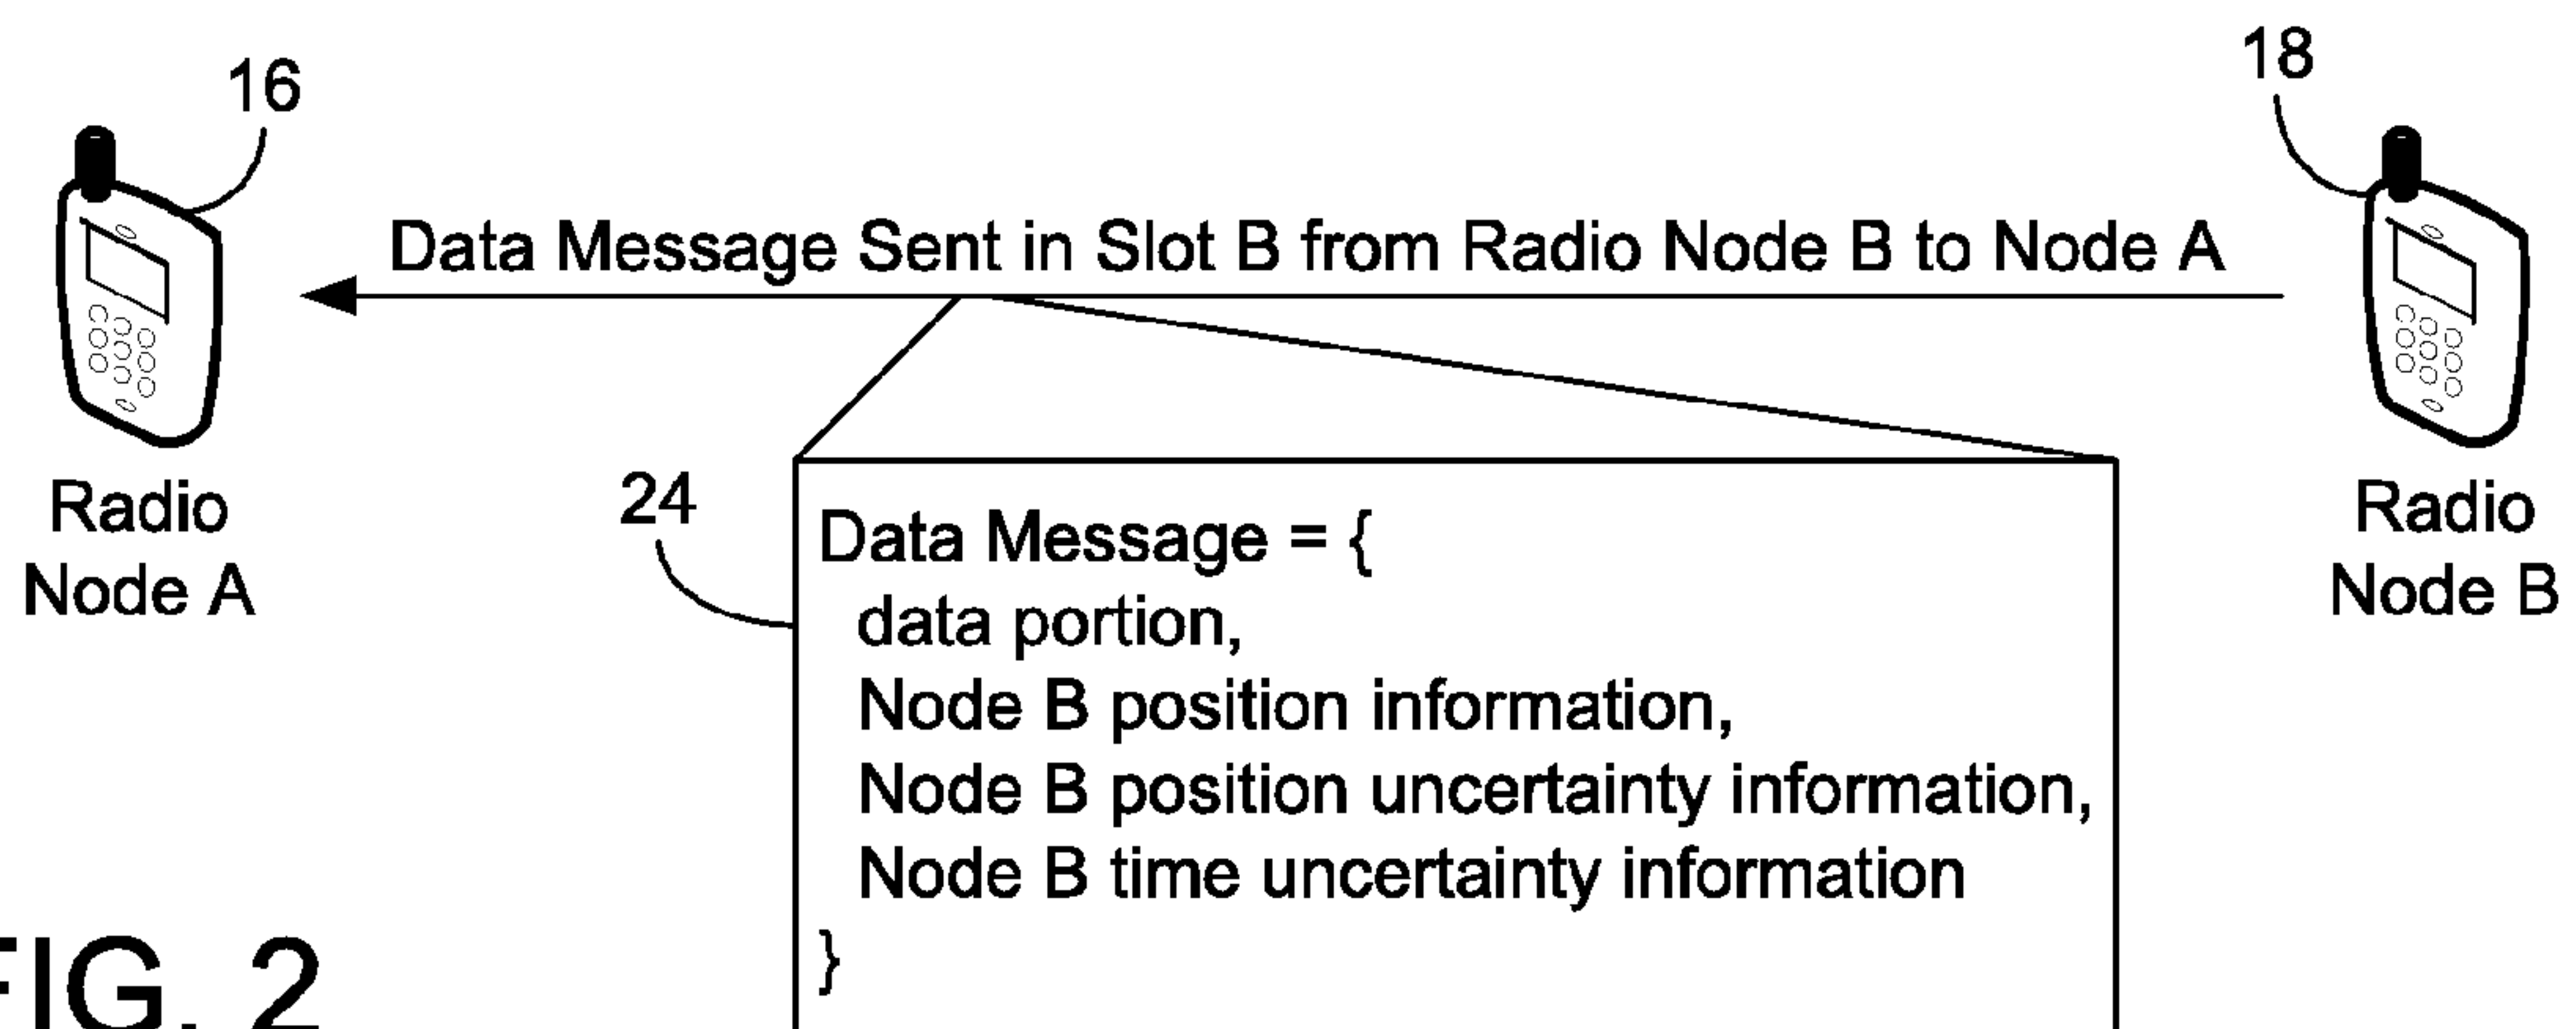 16
18
Data Message Sent in Slot B from Radio Node B to Node A
Radio
Node A
Radio
Node B
24
Data Message = {
data portion,
Node B position information,
Node B position uncertainty information,
Node B time uncertainty information
}
FIG. 2